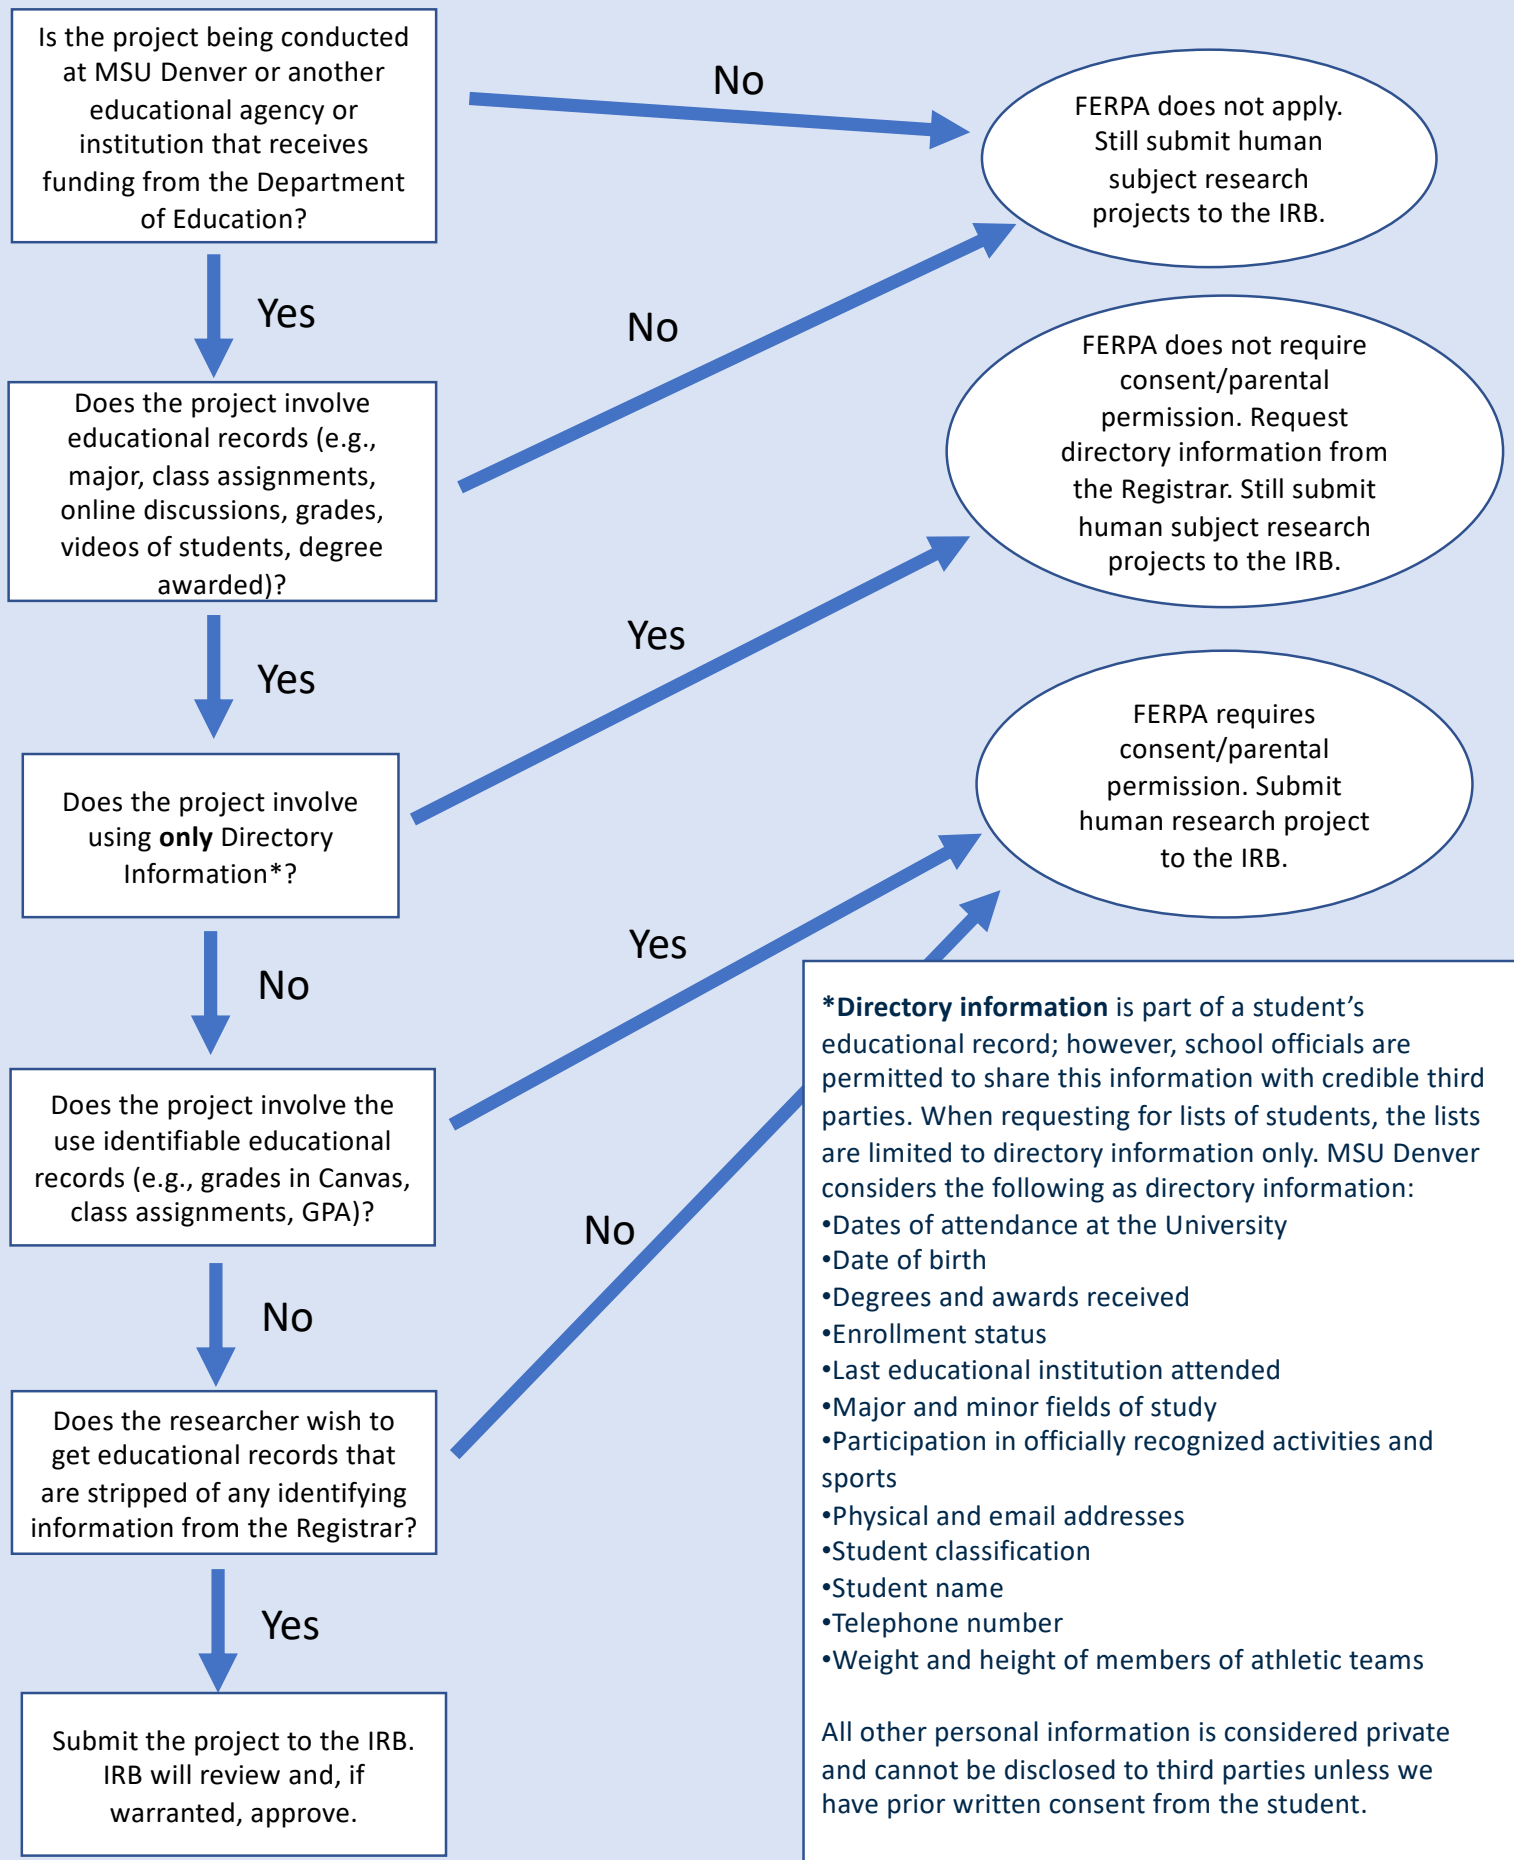 Is the project being conducted
at MSU Denver or another
educational agency or
institution that receives
funding from the Department
of Education?
No
FERPA does not apply.
Still submit human
subject research
projects to the IRB.
Yes
No
Does the project involve
educational records (e.g.,
major, class assignments,
online discussions, grades,
videos of students, degree
awarded)?
FERPA does not require
consent/parental
permission. Request
directory information from
the Registrar. Still submit
human subject research
projects to the IRB.
Yes
Yes
Does the project involve
using only Directory
Information*?
FERPA requires
consent/parental
permission. Submit
human research project
to the IRB.
No
Yes
Does the project involve the
use identifiable educational
records (e.g., grades in Canvas,
class assignments, GPA)?
No
No
Does the researcher wish to
get educational records that
are stripped of any identifying
information from the Registrar?
Yes
Submit the project to the IRB.
IRB will review and, if
warranted, approve.
*Directory information is part of a student’s
educational record; however, school officials are
permitted to share this information with credible third
parties. When requesting for lists of students, the lists
are limited to directory information only. MSU Denver
considers the following as directory information:
•Dates of attendance at the University
•Date of birth
•Degrees and awards received
•Enrollment status
•Last educational institution attended
•Major and minor fields of study
•Participation in officially recognized activities and
sports
•Physical and email addresses
•Student classification
•Student name
•Telephone number
•Weight and height of members of athletic teams
All other personal information is considered private
and cannot be disclosed to third parties unless we
have prior written consent from the student.